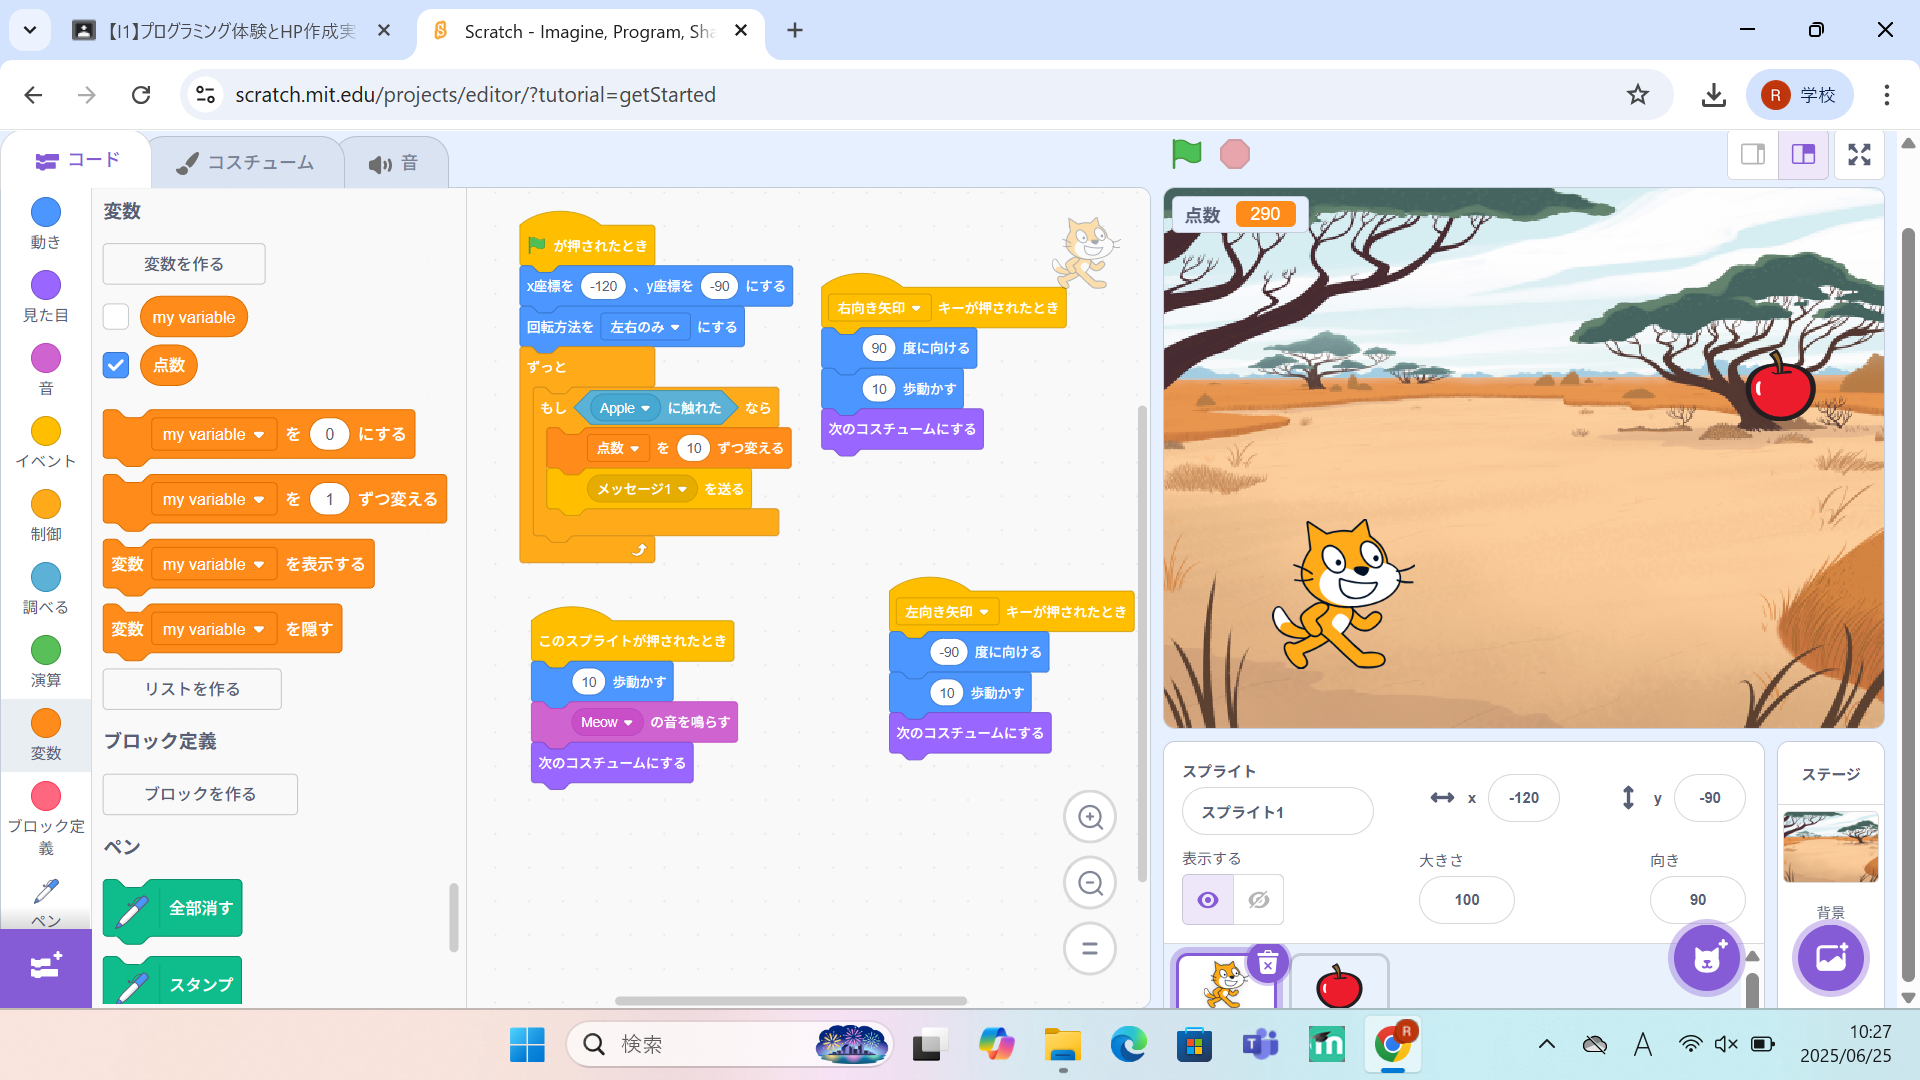 【I1】プログラミング体験とHP作成実
Scratch - Imagine, Program, Sha
scratch.mit.edu/projects/editor/?tutorial=getStarted
R 学校
コード
コスチューム
音
動き
見た目
音
イベント
制御
調べる
演算
変数
ブロック定義
ペン
変数
変数を作る
my variable
点数
my variable を 0 にする
my variable を 1 ずつ変える
変数 my variable を表示する
変数 my variable を隠す
リストを作る
ブロック定義
ブロックを作る
ペン
全部消す
スタンプ
が押されたとき
x座標を -120 、y座標を -90 にする
回転方法を 左右のみ にする
ずっと
もし Apple に触れた なら
点数 を 10 ずつ変える
メッセージ1 を送る
このスプライトが押されたとき
10 歩動かす
Meow の音を鳴らす
次のコスチュームにする
右向き矢印 キーが押されたとき
90 度に向ける
10 歩動かす
次のコスチュームにする
左向き矢印 キーが押されたとき
-90 度に向ける
10 歩動かす
次のコスチュームにする
点数 290
スプライト
スプライト1
x -120
y -90
表示する
大きさ
100
向き
90
ステージ
背景
検索
A
R
10:27
2025/06/25